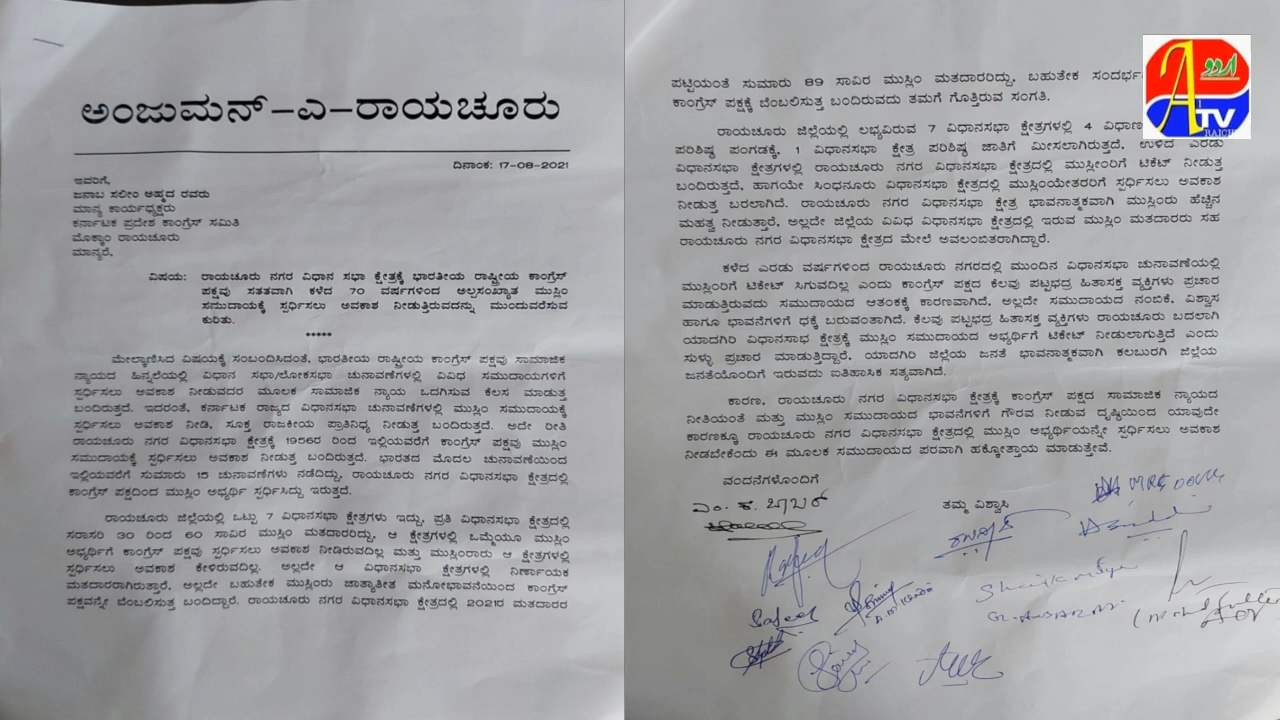 ಅಂಜುಮನ್-ಎ-ರಾಯಚೂರು
ದಿನಾಂಕ: 17-08-2021
ಇವರಿಗೆ,
ಜನಾಬ ಸಲೀಂ ಅಹ್ಮದ ರವರು
ಮಾನ್ಯ ಕಾರ್ಯಾಧ್ಯಕ್ಷರು
ಕರ್ನಾಟಕ ಪ್ರದೇಶ ಕಾಂಗ್ರೆಸ್ ಸಮಿತಿ
ಮೊಕ್ಕಾಂ ರಾಯಚೂರು
ಮಾನ್ಯರೆ,
ವಿಷಯ: ರಾಯಚೂರು ನಗರ ವಿಧಾನ ಸಭಾ ಕ್ಷೇತ್ರಕ್ಕೆ ಭಾರತೀಯ ರಾಷ್ಟ್ರೀಯ ಕಾಂಗ್ರೆಸ್
ಪಕ್ಷವು ಸತತವಾಗಿ ಕಳೆದ 70 ವರ್ಷಗಳಿಂದ ಅಲ್ಪಸಂಖ್ಯಾತ ಮುಸ್ಲಿಂ
ಸಮುದಾಯಕ್ಕೆ ಸ್ಪರ್ಧಿಸಲು ಅವಕಾಶ ನೀಡುತ್ತಿರುವದನ್ನು ಮುಂದುವರೆಸುವ
ಕುರಿತು.
*****
ಮೇಲ್ಕಾಣಿಸಿದ ವಿಷಯಕ್ಕೆ ಸಂಬಂದಿಸಿದಂತೆ, ಭಾರತೀಯ ರಾಷ್ಟ್ರೀಯ ಕಾಂಗ್ರೆಸ್ ಪಕ್ಷವು ಸಾಮಾಜಿಕ
ನ್ಯಾಯದ ಹಿನ್ನಲೆಯಲ್ಲಿ ವಿಧಾನ ಸಭಾ/ಲೋಕಸಭಾ ಚುನಾವಣೆಗಳಲ್ಲಿ ವಿವಿಧ ಸಮುದಾಯಗಳಿಗೆ
ಸ್ಪರ್ಧಿಸಲು ಅವಕಾಶ ನೀಡುವದರ ಮೂಲಕ ಸಾಮಾಜಿಕ ನ್ಯಾಯ ಒದಗಿಸುವ ಕೆಲಸ ಮಾಡುತ್ತ
ಬಂದಿರುತ್ತದೆ. ಇದರಂತೆ, ಕರ್ನಾಟಕ ರಾಜ್ಯದ ವಿಧಾನಸಭಾ ಚುನಾವಣೆಗಳಲ್ಲಿ ಮುಸ್ಲಿಂ ಸಮುದಾಯಕ್ಕೆ
ಸ್ಪರ್ಧಿಸಲು ಅವಕಾಶ ನೀಡಿ, ಸೂಕ್ತ ರಾಜಕೀಯ ಪ್ರಾತಿನಿಧ್ಯ ನೀಡುತ್ತ ಬಂದಿರುತ್ತದೆ. ಅದೇ ರೀತಿ
ರಾಯಚೂರು ನಗರ ವಿಧಾನಸಭಾ ಕ್ಷೇತ್ರಕ್ಕೆ 1956ರ ರಿಂದ ಇಲ್ಲಿಯವರೆಗೆ ಕಾಂಗ್ರೆಸ್ ಪಕ್ಷವು ಮುಸ್ಲಿಂ
ಸಮುದಾಯಕ್ಕೆ ಸ್ಪರ್ಧಿಸಲು ಅವಕಾಶ ನೀಡುತ್ತ ಬಂದಿರುತ್ತದೆ. ಭಾರತದ ಮೊದಲ ಚುನಾವಣೆಯಿಂದ
ಇಲ್ಲಿಯವರೆಗೆ ಸುಮಾರು 15 ಚುನಾವಣೆಗಳು ನಡೆದಿದ್ದು, ರಾಯಚೂರು ನಗರ ವಿಧಾನಸಭಾ ಕ್ಷೇತ್ರದಲ್ಲಿ
ಕಾಂಗ್ರೆಸ್ ಪಕ್ಷದಿಂದ ಮುಸ್ಲಿಂ ಅಭ್ಯರ್ಥಿ ಸ್ಪರ್ಧಿಸಿದ್ದು ಇರುತ್ತದೆ.
ರಾಯಚೂರು ಜಿಲ್ಲೆಯಲ್ಲಿ ಒಟ್ಟು 7 ವಿಧಾನಸಭಾ ಕ್ಷೇತ್ರಗಳು ಇದ್ದು, ಪ್ರತಿ ವಿಧಾನಸಭಾ ಕ್ಷೇತ್ರದಲ್ಲಿ
ಸರಾಸರಿ 30 ರಿಂದ 60 ಸಾವಿರ ಮುಸ್ಲಿಂ ಮತದಾರರಿದ್ದು, ಆ ಕ್ಷೇತ್ರಗಳಲ್ಲಿ ಒಮ್ಮೆಯೂ ಮುಸ್ಲಿಂ
ಅಭ್ಯರ್ಥಿಗೆ ಕಾಂಗ್ರೆಸ್ ಪಕ್ಷವು ಸ್ಪರ್ಧಿಸಲು ಅವಕಾಶ ನೀಡಿರುವದಿಲ್ಲ ಮತ್ತು ಮುಸ್ಲಿಂರಾರು ಆ ಕ್ಷೇತ್ರಗಳಲ್ಲಿ
ಸ್ಪರ್ಧಿಸಲು ಅವಕಾಶ ಕೇಳಿರುವದಿಲ್ಲ. ಅಲ್ಲದೇ ಆ ವಿಧಾನಸಭಾ ಕ್ಷೇತ್ರಗಳಲ್ಲಿ ನಿರ್ಣಾಯಕ
ಮತದಾರರಾಗಿರುತ್ತಾರೆ, ಅಲ್ಲದೇ ಬಹುತೇಕ ಮುಸ್ಲಿಂರು ಜಾತ್ಯಾತೀತ ಮನೋಭಾವನೆಯಿಂದ ಕಾಂಗ್ರೆಸ್
ಪಕ್ಷವನ್ನೇ ಬೆಂಬಲಿಸುತ್ತ ಬಂದಿದ್ದಾರೆ. ರಾಯಚೂರು ನಗರ ವಿಧಾನಸಭಾ ಕ್ಷೇತ್ರದಲ್ಲಿ 2021ರ ಮತದಾರರ
ಪಟ್ಟಿಯಂತೆ ಸುಮಾರು 89 ಸಾವಿರ ಮುಸ್ಲಿಂ ಮತದಾರರಿದ್ದು, ಬಹುತೇಕ
ಕಾಂಗ್ರೆಸ್ ಪಕ್ಷಕ್ಕೆ ಬೆಂಬಲಿಸುತ್ತ ಬಂದಿರುವದು ತಮಗೆ ಗೊತ್ತಿರುವ ಸಂಗತಿ.
ರಾಯಚೂರು ಜಿಲ್ಲೆಯಲ್ಲಿ ಲಭ್ಯವಿರುವ 7 ವಿಧಾನಸಭಾ ಕ್ಷೇತ್ರಗಳಲ್ಲಿ 4
ಪರಿಶಿಷ್ಠ ಪಂಗಡಕ್ಕೆ, 1 ವಿಧಾನಸಭಾ ಕ್ಷೇತ್ರ ಪರಿಶಿಷ್ಠ ಜಾತಿಗೆ ಮೀಸಲಾಗಿರುತ್ತದೆ, ಉಳಿದ ಎರಡು
ವಿಧಾನಸಭಾ ಕ್ಷೇತ್ರಗಳಲ್ಲಿ ರಾಯಚೂರು ನಗರ ವಿಧಾನಸಭಾ ಕ್ಷೇತ್ರದಲ್ಲಿ ಮುಸ್ಲೀಂರಿಗೆ ಟಿಕೆಟ್ ನೀಡುತ್ತ
ಬಂದಿರುತ್ತದೆ, ಹಾಗಯೇ ಸಿಂಧನೂರು ವಿಧಾನಸಭಾ ಕ್ಷೇತ್ರದಲ್ಲಿ ಮುಸ್ಲಿಂಯೇತರರಿಗೆ ಸ್ಪರ್ಧಿಸಲು ಅವಕಾಶ
ನೀಡುತ್ತ ಬರಲಾಗಿದೆ. ರಾಯಚೂರು ನಗರ ವಿಧಾನಸಭಾ ಕ್ಷೇತ್ರ ಭಾವನಾತ್ಮಕವಾಗಿ ಮುಸ್ಲಿಂರು ಹೆಚ್ಚಿನ
ಮಹತ್ವ ನೀಡುತ್ತಾರೆ, ಅಲ್ಲದೇ ಜಿಲ್ಲೆಯ ವಿವಿಧ ವಿಧಾನಸಭಾ ಕ್ಷೇತ್ರದಲ್ಲಿ ಇರುವ ಮುಸ್ಲಿಂ ಮತದಾರರು ಸಹ
ರಾಯಚೂರು ನಗರ ವಿಧಾನಸಭಾ ಕ್ಷೇತ್ರದ ಮೇಲೆ ಅವಲಂಬಿತರಾಗಿದ್ದಾರೆ.
ಕಳೆದ ಎರಡು ವರ್ಷಗಳಿಂದ ರಾಯಚೂರು ನಗರದಲ್ಲಿ ಮುಂದಿನ ವಿಧಾನಸಭಾ ಚುನಾವಣೆಯಲ್ಲಿ
ಮುಸ್ಲಿಂರಿಗೆ ಟಿಕೇಟ್ ಸಿಗುವದಿಲ್ಲ ಎಂದು ಕಾಂಗ್ರೆಸ್ ಪಕ್ಷದ ಕೆಲವು ಪಟ್ಟಭದ್ರ ಹಿತಾಸಕ್ತ ವ್ಯಕ್ತಿಗಳು ಪ್ರಚಾರ
ಮಾಡುತ್ತಿರುವದು ಸಮುದಾಯದ ಆತಂಕಕ್ಕೆ ಕಾರಣವಾಗಿದೆ, ಅಲ್ಲದೇ ಸಮುದಾಯದ ನಂಬಿಕೆ, ವಿಶ್ವಾಸ
ಹಾಗೂ ಭಾವನೆಗಳಿಗೆ ಧಕ್ಕೆ ಬರುವಂತಾಗಿದೆ. ಕೆಲವು ಪಟ್ಟಭದ್ರ ಹಿತಾಸಕ್ತ ವ್ಯಕ್ತಿಗಳು ರಾಯಚೂರು ಬದಲಾಗಿ
ಯಾದಗಿರಿ ವಿಧಾನಸಾಭ ಕ್ಷೇತ್ರಕ್ಕೆ ಮುಸ್ಲಿಂ ಸಮುದಾಯದ ಅಭ್ಯರ್ಥಿಗೆ ಟಿಕೇಟ್ ನೀಡುಲಾಗುತ್ತಿದೆ ಎಂದು
ಸುಳ್ಳು ಪ್ರಚಾರ ಮಾಡುತ್ತಿದ್ದಾರೆ, ಯಾದಗಿರಿ ಜಿಲ್ಲೆಯ ಜನತೆ ಭಾವನಾತ್ಮಕವಾಗಿ ಕಲಬುರಗಿ ಜಿಲ್ಲೆಯ
ಜನತೆಯೊಂದಿಗೆ ಇರುವದು ಐತಿಹಾಸಿಕ ಸತ್ಯವಾಗಿದೆ.
ಕಾರಣ, ರಾಯಚೂರು ನಗರ ವಿಧಾನಸಭಾ ಕ್ಷೇತ್ರಕ್ಕೆ ಕಾಂಗ್ರೆಸ್ ಪಕ್ಷದ ಸಾಮಾಜಿಕ ನ್ಯಾಯದ
ನೀತಿಯಂತೆ ಮತ್ತು ಮುಸ್ಲಿಂ ಸಮುದಾಯದ ಭಾವನೆಗಳಿಗೆ ಗೌರವ ನೀಡುವ ದೃಷ್ಟಿಯಿಂದ ಯಾವುದೇ
ಕಾರಣಕ್ಕೂ ರಾಯಚೂರು ನಗರ ವಿಧಾನಸಭಾ ಕ್ಷೇತ್ರದಲ್ಲಿ ಮುಸ್ಲಿಂ ಅಭ್ಯರ್ಥಿಯನ್ನೇ ಸ್ಪರ್ಧಿಸಲು ಅವಕಾಶ
ನೀಡಬೇಕೆಂದು ಈ ಮೂಲಕ ಸಮುದಾಯದ ಪರವಾಗಿ ಹಕ್ಕೋತ್ತಾಯ ಮಾಡುತ್ತೇವೆ.
ವಂದನೆಗಳೊಂದಿಗೆ
ತಮ್ಮ ವಿಶ್ವಾಸಿ
ಎಂ. ಕೆ. ಬಾಬರ
A
TV